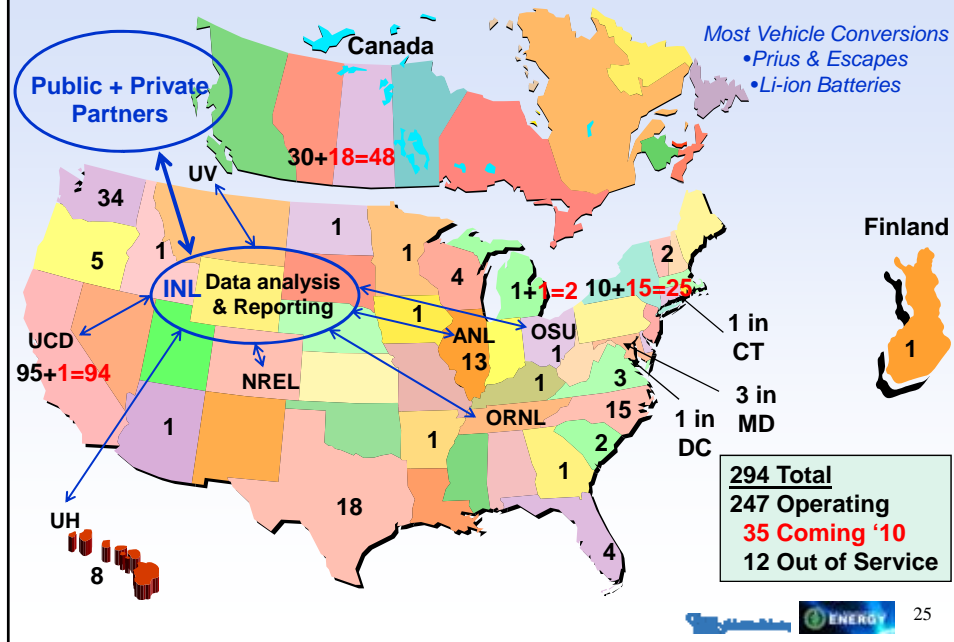 Canada
Most Vehicle Conversions
•Prius & Escapes
•Li-ion Batteries
Public + Private
Partners
30+18=48
UV
34
1
1
2
Finland
5
1
4
INL
Data analysis
& Reporting
1+1=2
10+15=25
1
1
UCD
ANL
OSU
1 in
CT
95+1=94
NREL
13
1
1
3
3 in
MD
ORNL
15
1 in
DC
1
1
2
1
294 Total
247 Operating
35 Coming '10
12 Out of Service
18
UH
8
4
ENERGY
25